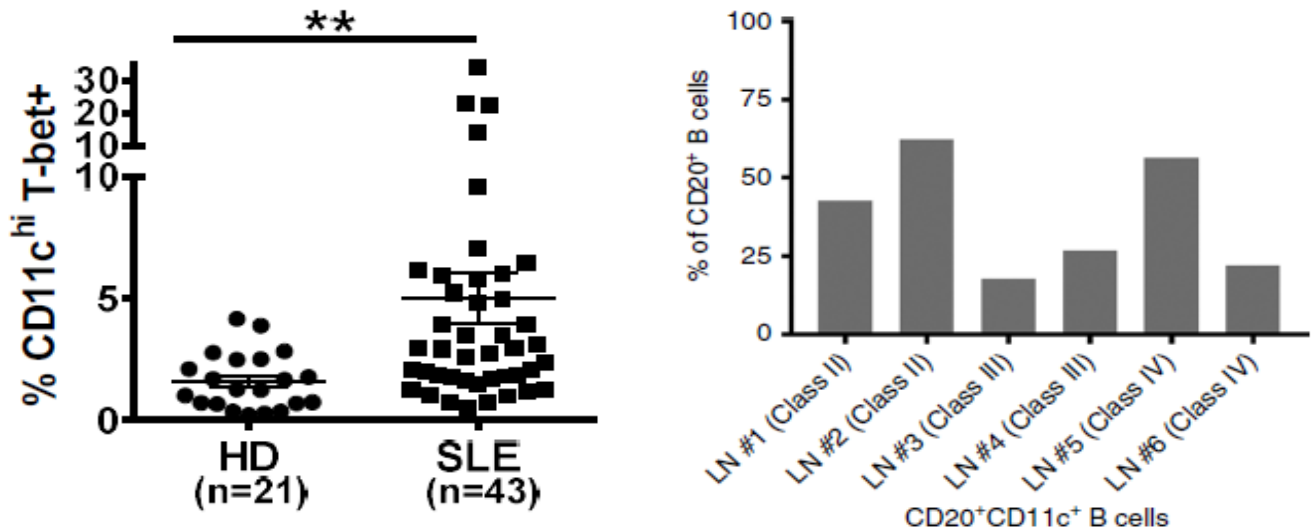 **
% CD11c^hi T-bet+
30
20
10
10
5
0
HD
(n=21)
SLE
(n=43)
% of CD20⁺ B cells
100
75
50
25
0
LN #1 (Class II)
LN #2 (Class II)
LN #3 (Class III)
LN #4 (Class III)
LN #5 (Class IV)
LN #6 (Class IV)
CD20⁺CD11c⁺ B cells